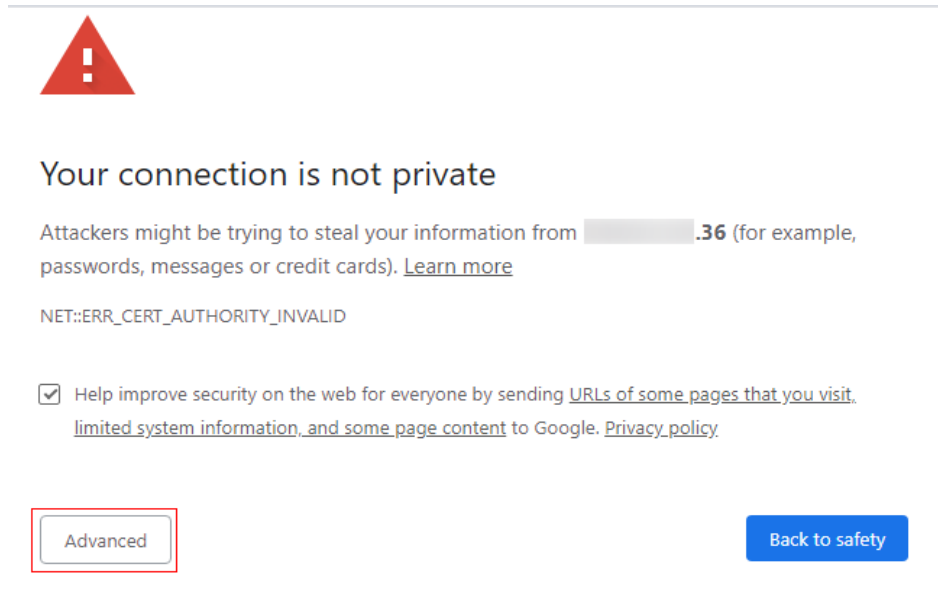 Your connection is not private
Attackers might be trying to steal your information from .36 (for example,
passwords, messages or credit cards). Learn more
NET::ERR_CERT_AUTHORITY_INVALID
Help improve security on the web for everyone by sending URLs of some pages that you visit,
limited system information, and some page content to Google. Privacy policy
Advanced
Back to safety